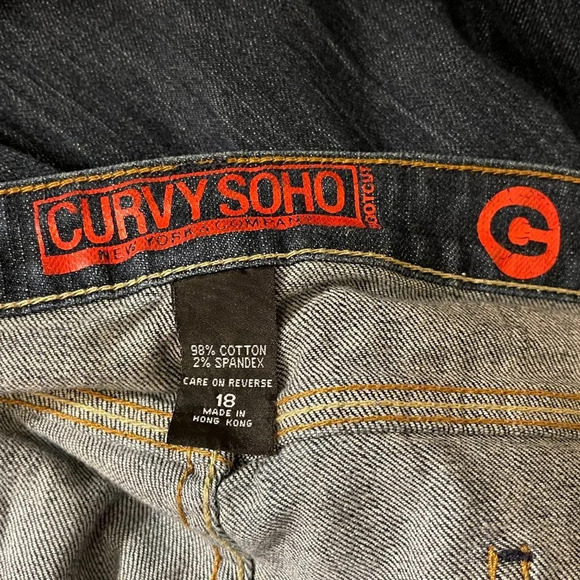 CURVY SOHO
NEW YORK & COMPANY
BOOTCUT
C
98% COTTON
2% SPANDEX
CARE ON REVERSE
18
MADE IN
HONG KONG